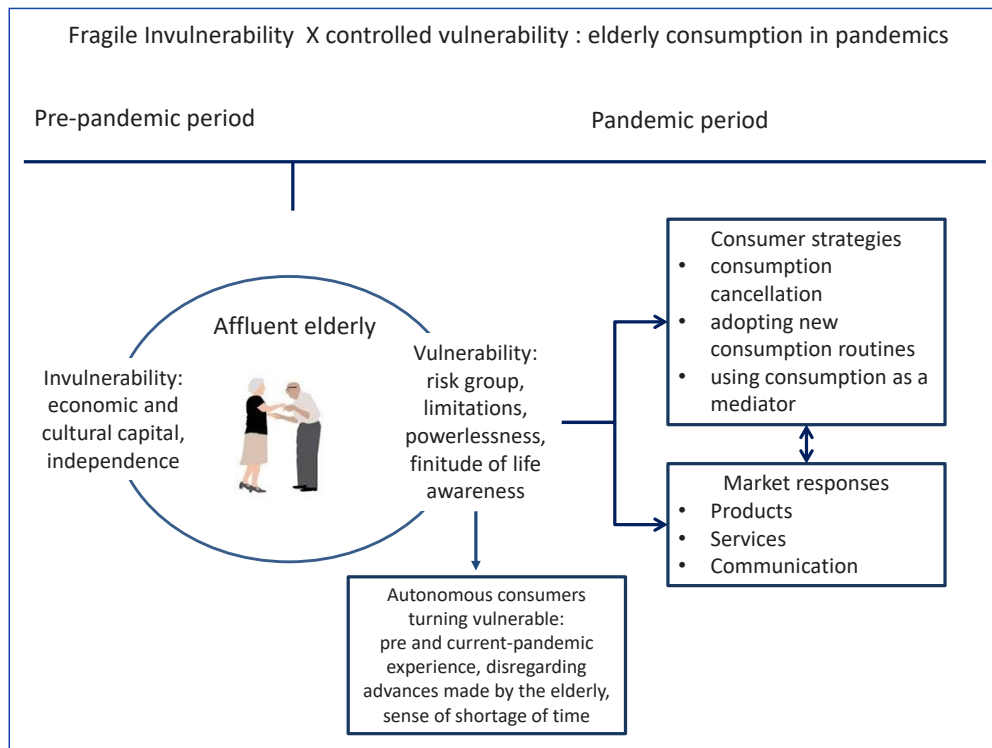 Fragile Invulnerability X controlled vulnerability : elderly consumption in pandemics
Pre-pandemic period
Pandemic period
Affluent elderly
Invulnerability:
economic and
cultural capital,
independence
Vulnerability:
risk group,
limitations,
powerlessness,
finitude of life
awareness
Consumer strategies
• consumption
cancellation
• adopting new
consumption routines
• using consumption as a
mediator
Market responses
• Products
• Services
• Communication
Autonomous consumers
turning vulnerable:
pre and current-pandemic
experience, disregarding
advances made by the elderly,
sense of shortage of time